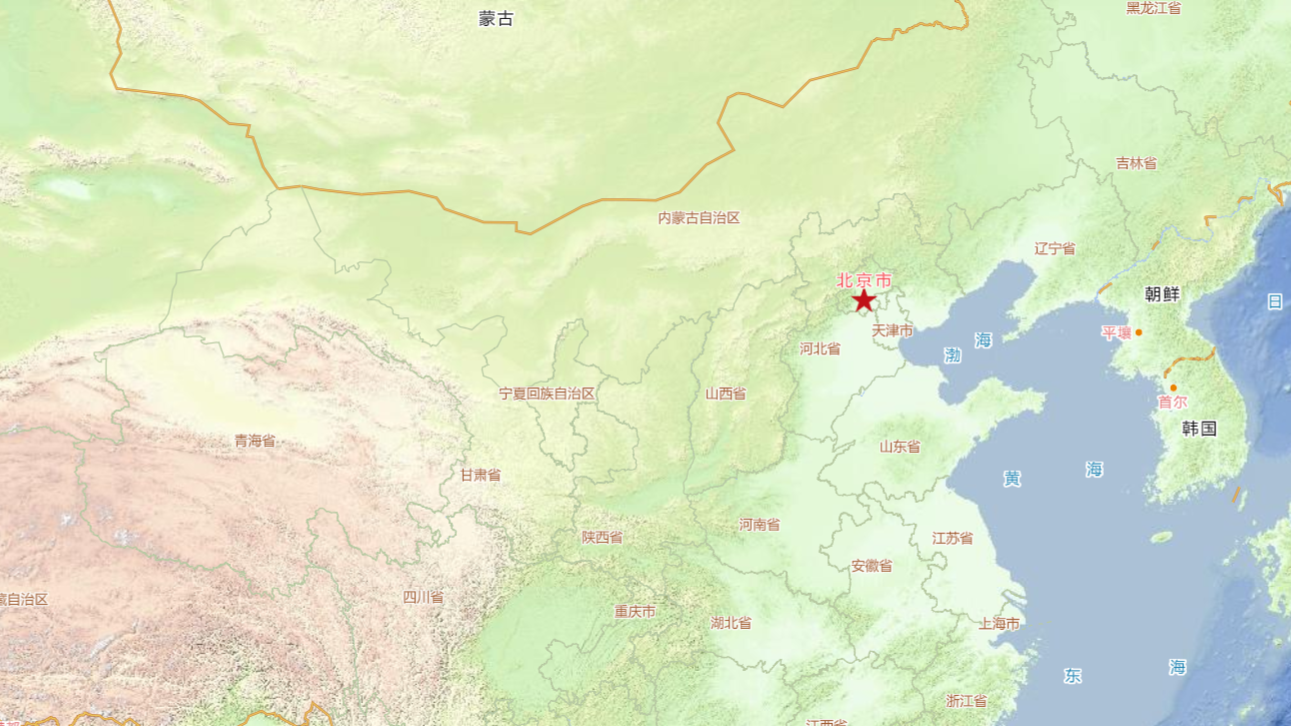 黑龙江省
蒙古
吉林省
内蒙古自治区
辽宁省
北京市
朝鲜
日
天津市
平壤
海
河北省
渤
宁夏回族自治区
山西省
首尔
韩国
青海省
山东省
甘肃省
黄
海
河南省
陕西省
江苏省
安徽省
四川省
藏自治区
重庆市
湖北省
上海市
东
海
浙江省
江西省